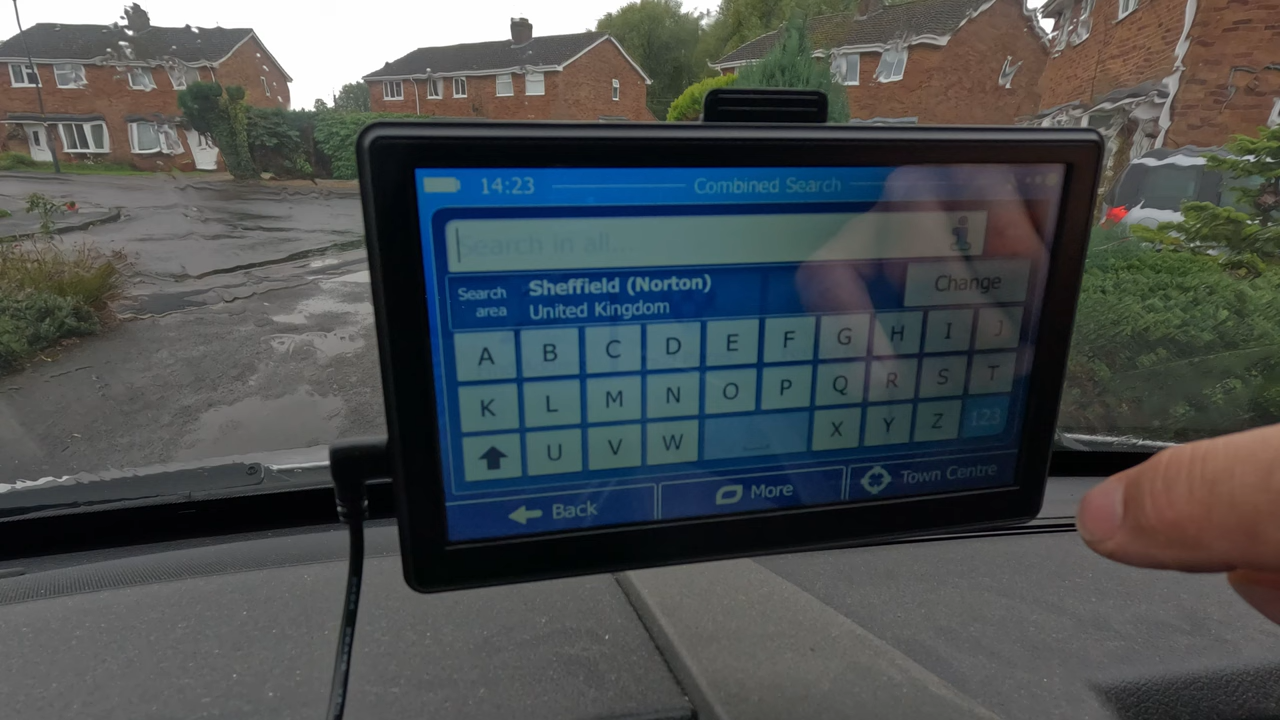 14:23 Combined Search
Search in all...
Search area
Sheffield (Norton)
United Kingdom
Change
A B C D E F G H I J
K L M N O P Q R S T
U V W X Y Z 123
Back More Town Centre